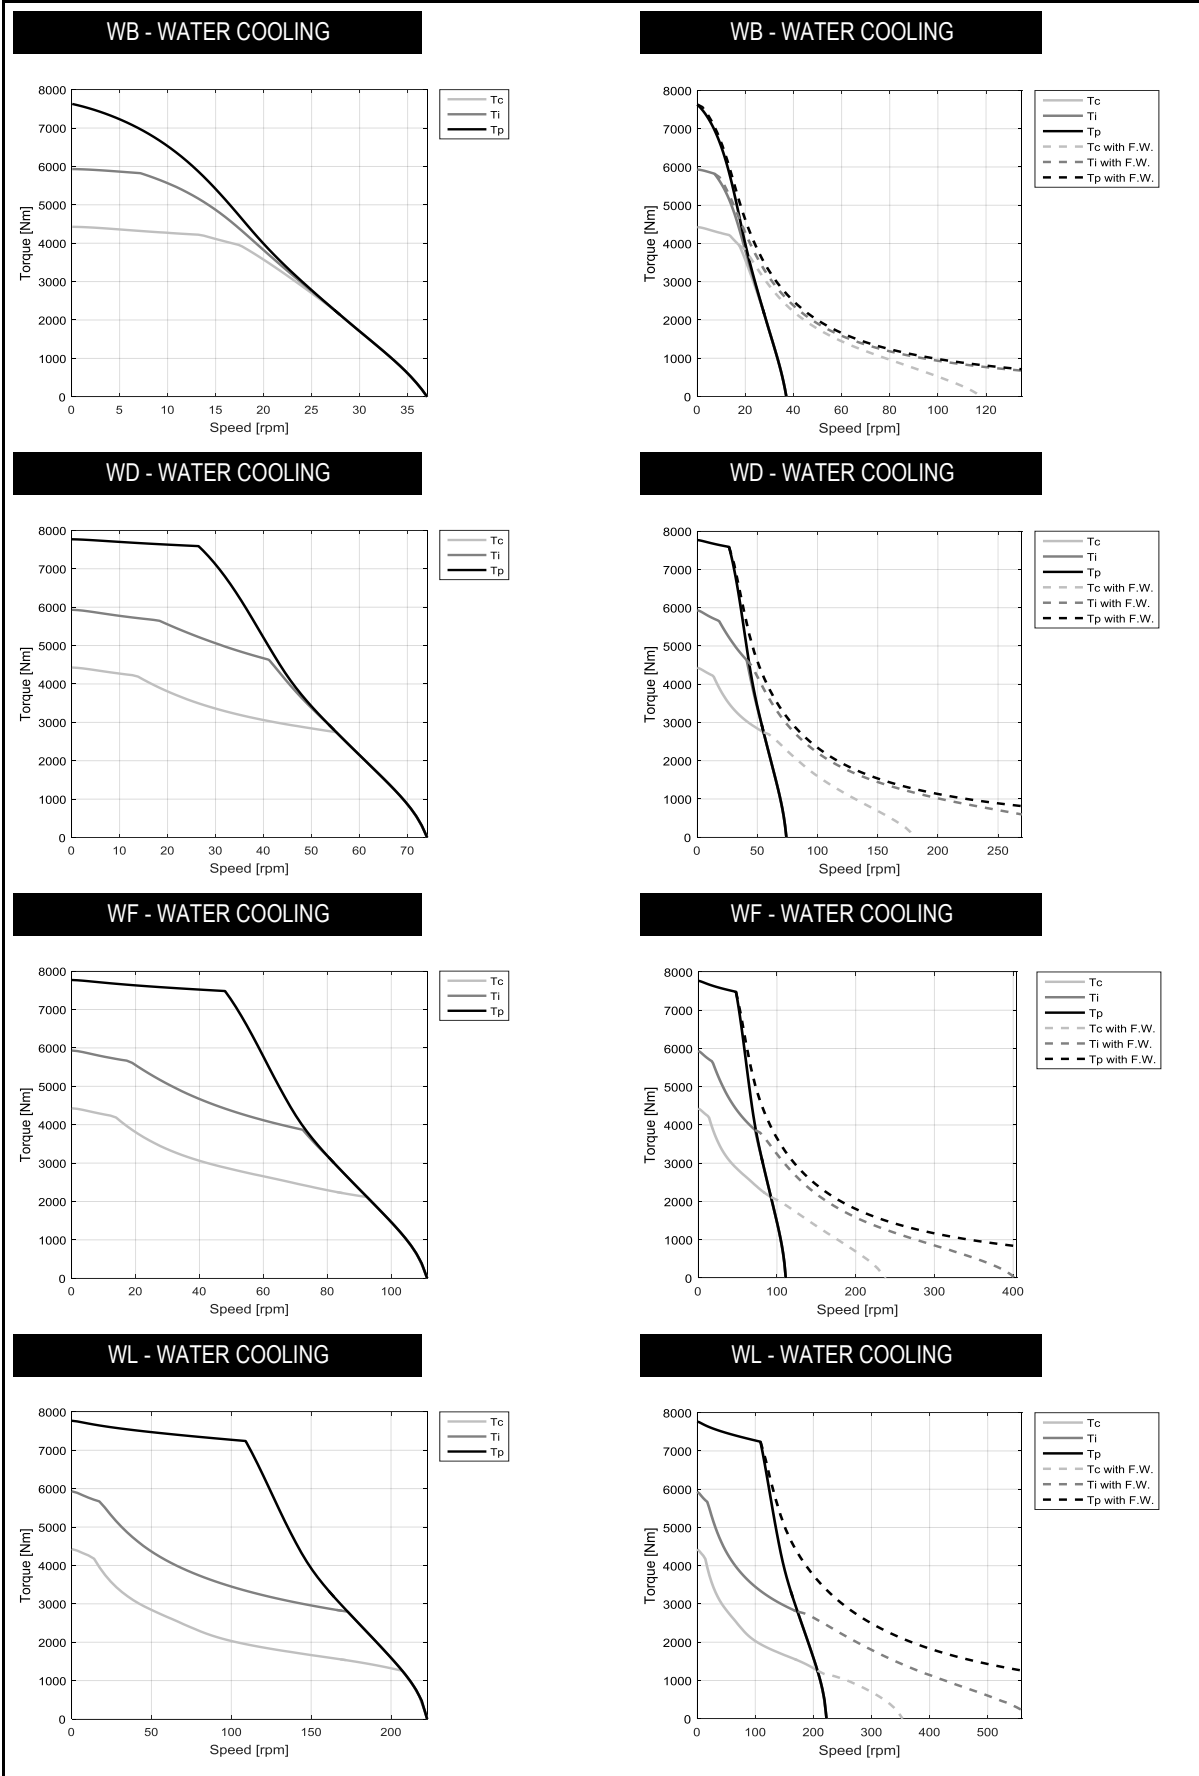 WB - WATER COOLING
8000
7000
6000
5000
4000
3000
2000
1000
0
Torque [Nm]
0 5 10 15 20 25 30 35
Speed [rpm]
Tc
Ti
Tp
WB - WATER COOLING
8000
7000
6000
5000
4000
3000
2000
1000
0
Torque [Nm]
0 20 40 60 80 100 120
Speed [rpm]
Tc
Ti
Tp
Tc with F.W.
Ti with F.W.
Tp with F.W.
WD - WATER COOLING
8000
7000
6000
5000
4000
3000
2000
1000
0
Torque [Nm]
0 10 20 30 40 50 60 70
Speed [rpm]
Tc
Ti
Tp
WD - WATER COOLING
8000
7000
6000
5000
4000
3000
2000
1000
0
Torque [Nm]
0 50 100 150 200 250
Speed [rpm]
Tc
Ti
Tp
Tc with F.W.
Ti with F.W.
Tp with F.W.
WF - WATER COOLING
8000
7000
6000
5000
4000
3000
2000
1000
0
Torque [Nm]
0 20 40 60 80 100
Speed [rpm]
Tc
Ti
Tp
WF - WATER COOLING
8000
7000
6000
5000
4000
3000
2000
1000
0
Torque [Nm]
0 100 200 300 400
Speed [rpm]
Tc
Ti
Tp
Tc with F.W.
Ti with F.W.
Tp with F.W.
WL - WATER COOLING
8000
7000
6000
5000
4000
3000
2000
1000
0
Torque [Nm]
0 50 100 150 200
Speed [rpm]
Tc
Ti
Tp
WL - WATER COOLING
8000
7000
6000
5000
4000
3000
2000
1000
0
Torque [Nm]
0 100 200 300 400 500
Speed [rpm]
Tc
Ti
Tp
Tc with F.W.
Ti with F.W.
Tp with F.W.